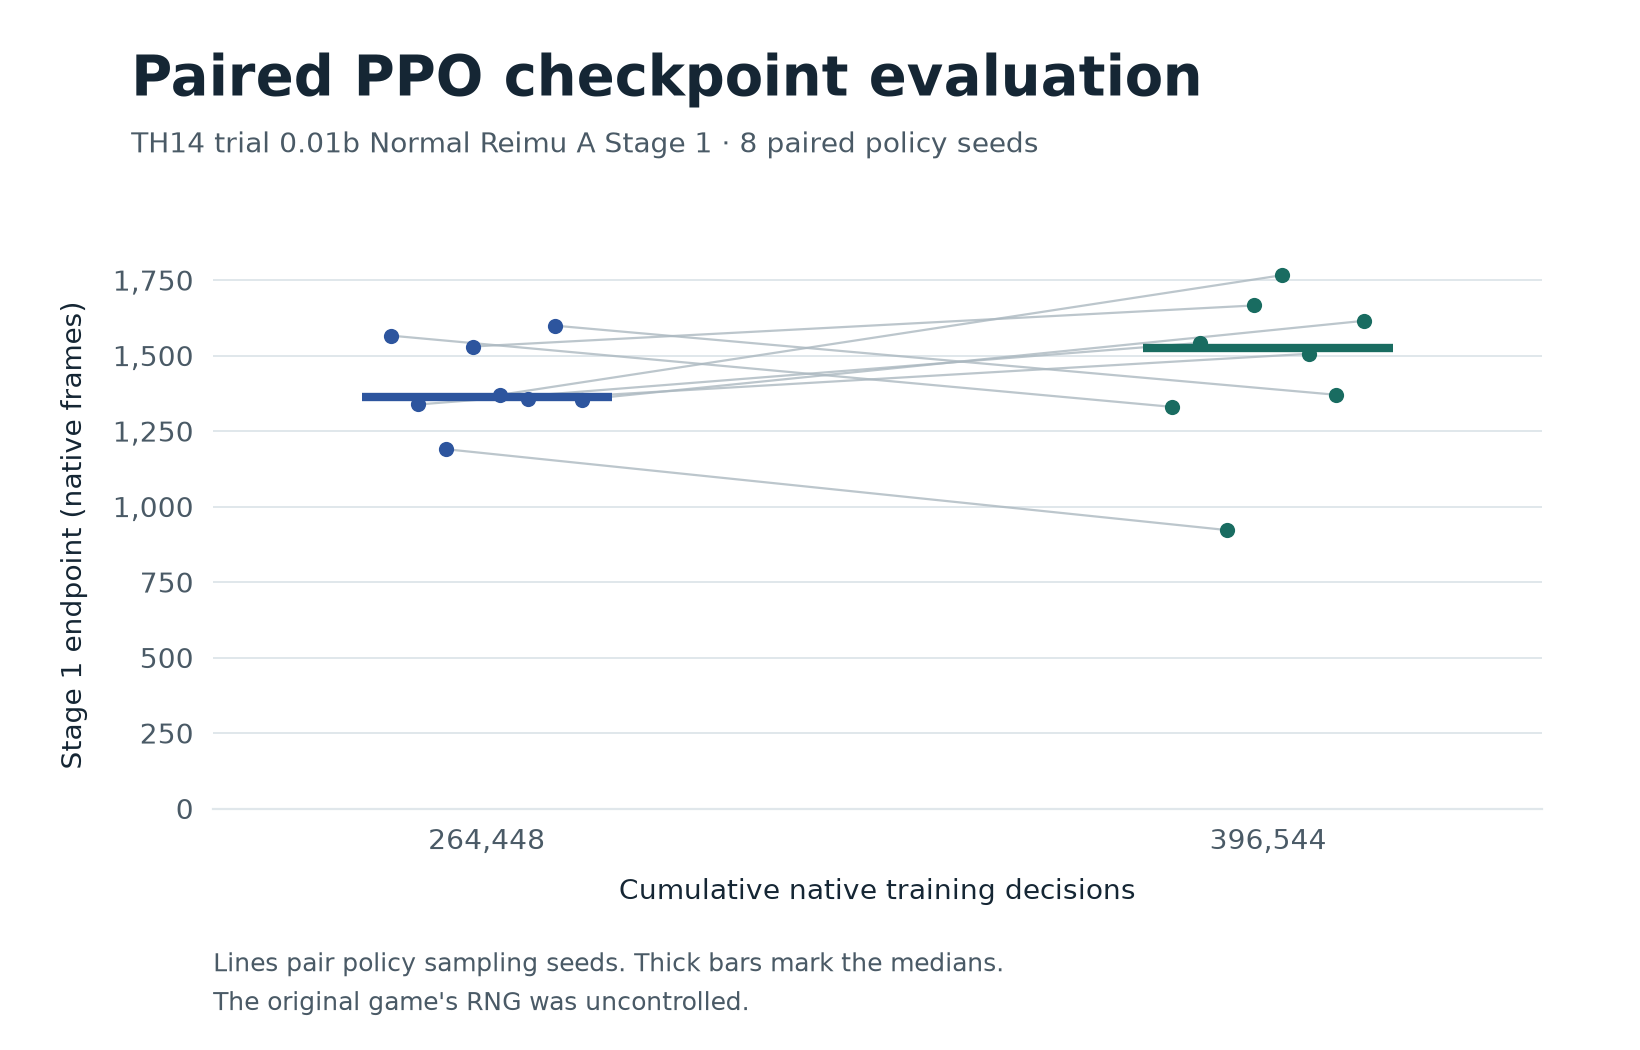 Paired PPO checkpoint evaluation
TH14 trial 0.01b Normal Reimu A Stage 1 · 8 paired policy seeds
Stage 1 endpoint (native frames)
1,750
1,500
1,250
1,000
750
500
250
0
264,448
396,544
Cumulative native training decisions
Lines pair policy sampling seeds. Thick bars mark the medians.
The original game's RNG was uncontrolled.